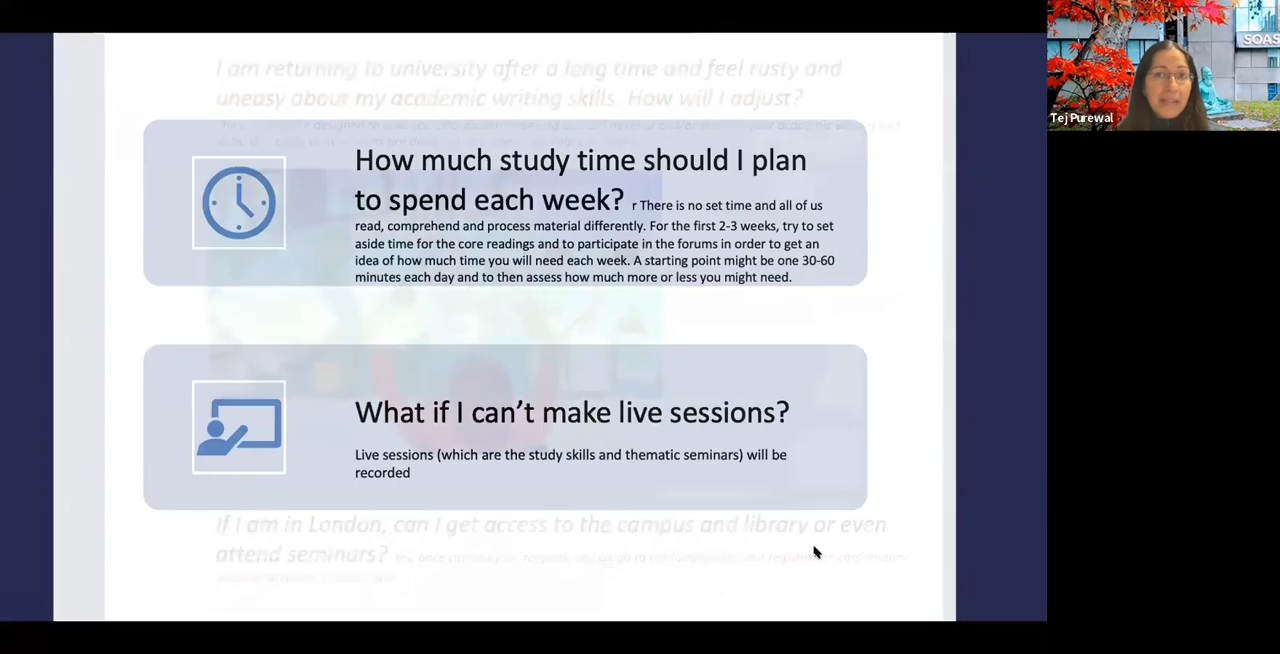 SOAS
Tej Purewal
I am returning to university after a long time and feel rusty and
uneasy about my academic writing skills. How will I adjust?
How much study time should I plan
to spend each week? r There is no set time and all of us
read, comprehend and process material differently. For the first 2-3 weeks, try to set
aside time for the core readings and to participate in the forums in order to get an
idea of how much time you will need each week. A starting point might be one 30-60
minutes each day and to then assess how much more or less you might need.
What if I can’t make live sessions?
Live sessions (which are the study skills and thematic seminars) will be
recorded
If I am in London, can I get access to the campus and library or even
attend seminars?